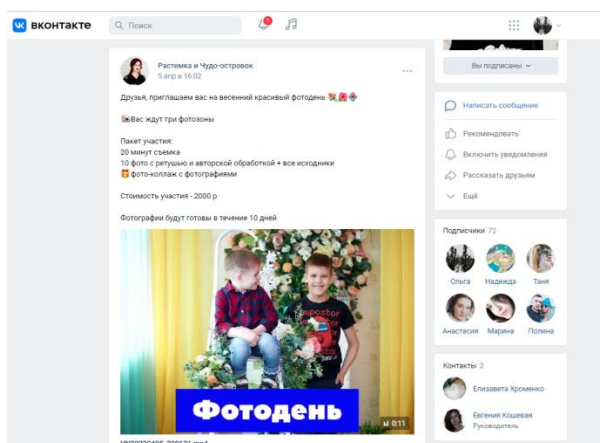 вконтакте
Поиск
Растемка и Чудо-островок
5 апр в 16:02
Друзья, приглашаем вас на весенний красивый фотодень
Вас ждут три фотозоны
Пакет участия:
20 минут съемка
10 фото с ретушью и авторской обработкой + все исходники
фото-коллаж с фотографиями
Стоимость участия - 2000 р
Фотографии будут готовы в течение 10 дней
impostor
Фотодень
0:11
Вы подписаны
Написать сообщение
Рекомендовать
Включить уведомления
Рассказать друзьям
Ещё
Подписчики 72
Ольга Надежда Таня
Анастасия Марина Полина
Контакты 2
Елизавета Хроменко
Евгения Кошевая
Руководитель